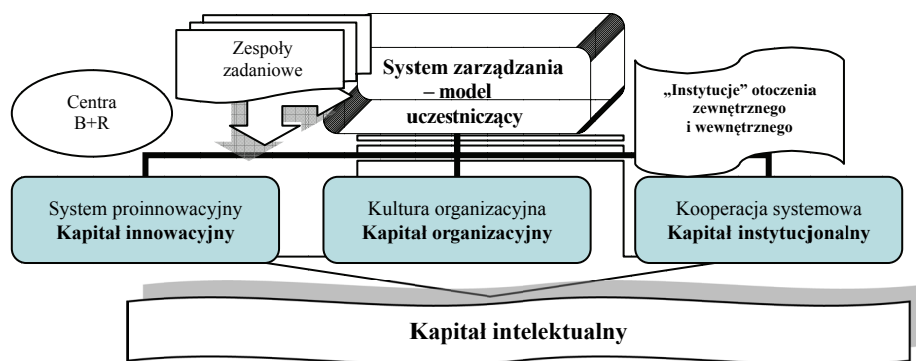 Zespoły
zadaniowe
System zarządzania
– model
uczestniczący
Centra
B+R
„Instytucje” otoczenia
zewnętrznego
i wewnętrznego
System proinnowacyjny
Kapitał innowacyjny
Kultura organizacyjna
Kapitał organizacyjny
Kooperacja systemowa
Kapitał instytucjonalny
Kapitał intelektualny